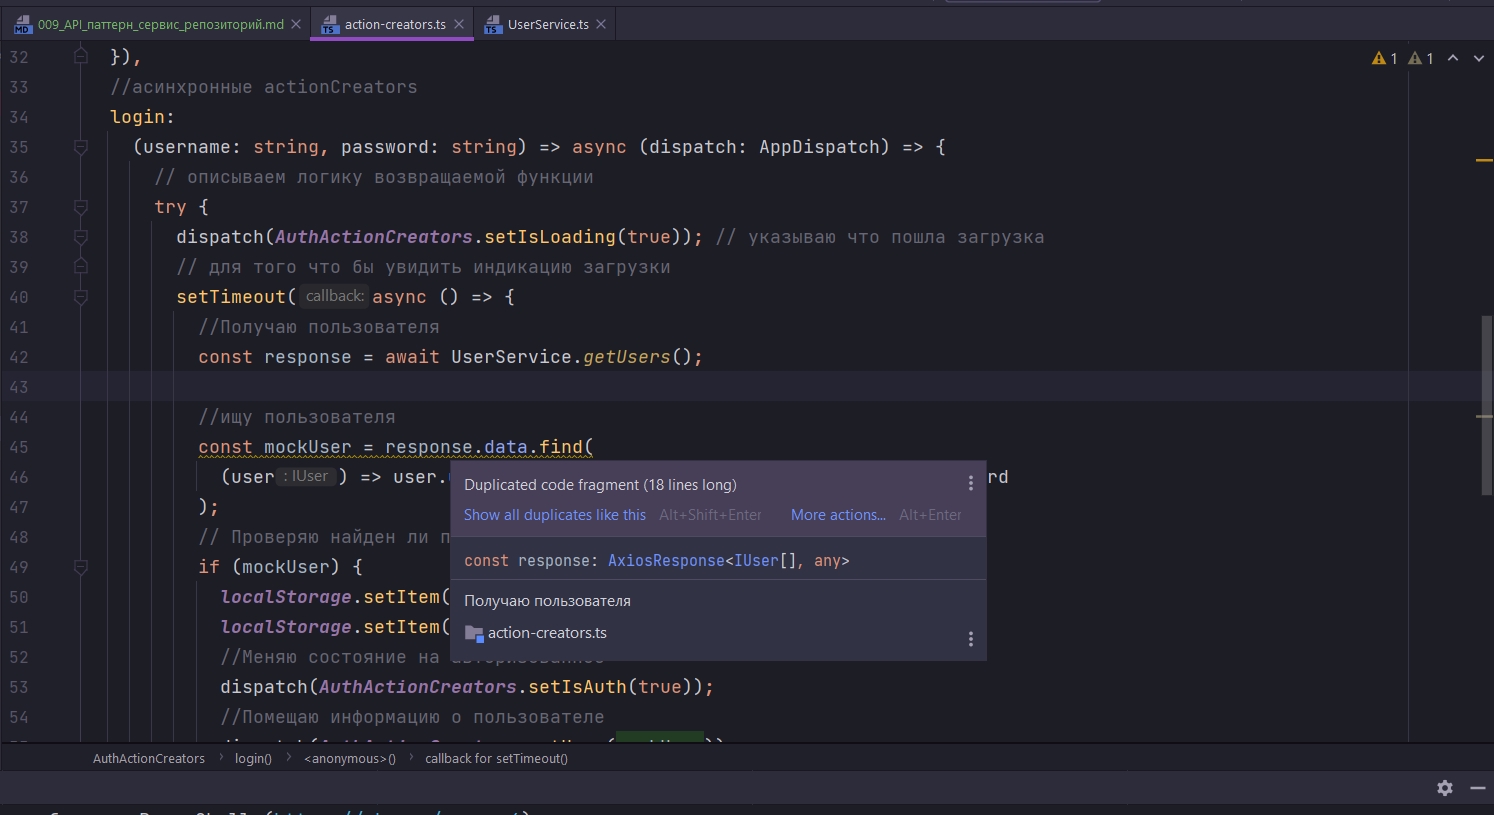 009_API_паттерн_сервис_репозиторий.md
action-creators.ts
UserService.ts
32 }),
1 1
33 //асинхронные actionCreators
34 login:
35 (username: string, password: string) => async (dispatch: AppDispatch) => {
36 // описываем логику возвращаемой функции
37 try {
38 dispatch(AuthActionCreators.setIsLoading(true)); // указываю что пошла загрузка
39 // для того что бы увидить индикацию загрузки
40 setTimeout( callback: async () => {
41 //Получаю пользователя
42 const response = await UserService.getUsers();
43
44 //ищу пользователя
45 const mockUser = response.data.find(
46 (user : IUser ) => user. rd
Duplicated code fragment (18 lines long)
47 );
Show all duplicates like this Alt+Shift+Enter More actions... Alt+Enter
48 // Проверяю найден ли п
const response: AxiosResponse<IUser[], any>
49 if (mockUser) {
50 localStorage.setItem(
Получаю пользователя
51 localStorage.setItem(
action-creators.ts
52 //Меняю состояние на
53 dispatch(AuthActionCreators.setIsAuth(true));
54 //Помещаю информацию о пользователе
AuthActionCreators
login()
<anonymous>()
callback for setTimeout()